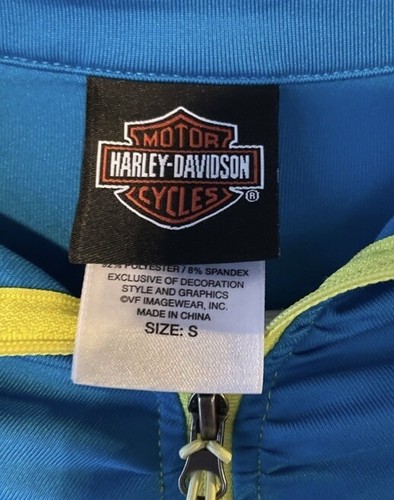 MOTOR
HARLEY-DAVIDSON
CYCLES®
92% POLYESTER / 8% SPANDEX
EXCLUSIVE OF DECORATION
STYLE AND GRAPHICS
©VF IMAGEWEAR, INC.
MADE IN CHINA
SIZE: S